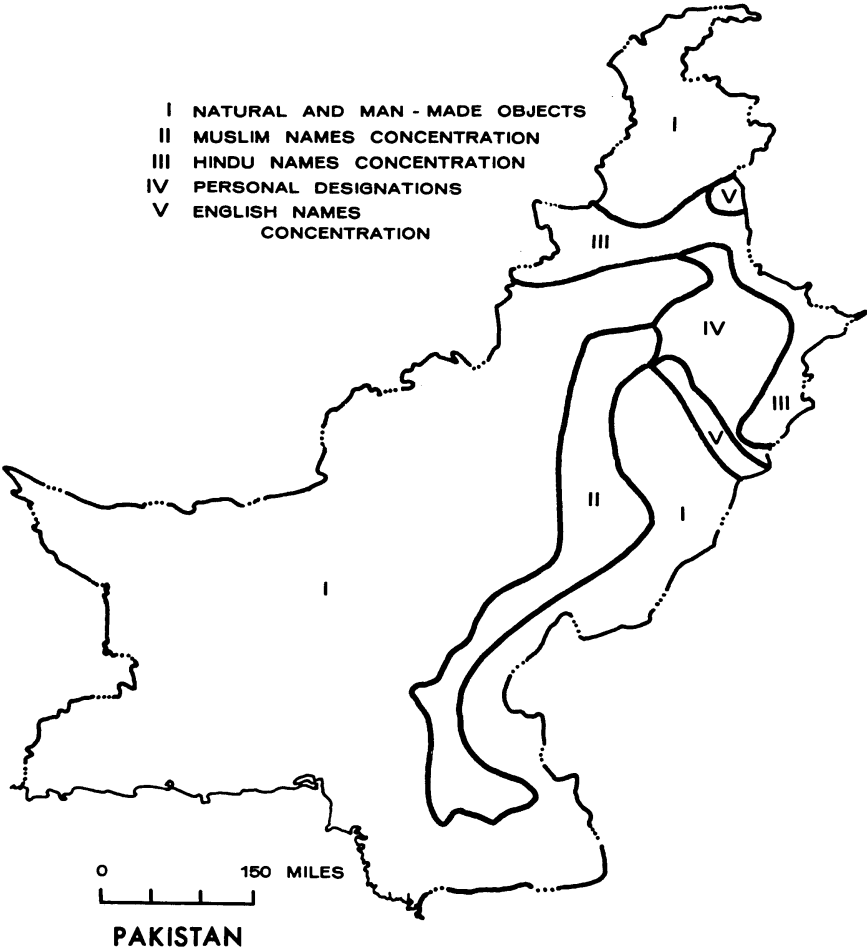 I NATURAL AND MAN - MADE OBJECTS
II MUSLIM NAMES CONCENTRATION
III HINDU NAMES CONCENTRATION
IV PERSONAL DESIGNATIONS
V ENGLISH NAMES
CONCENTRATION
I
V
III
IV
III
V
II
I
I
0 150 MILES
PAKISTAN